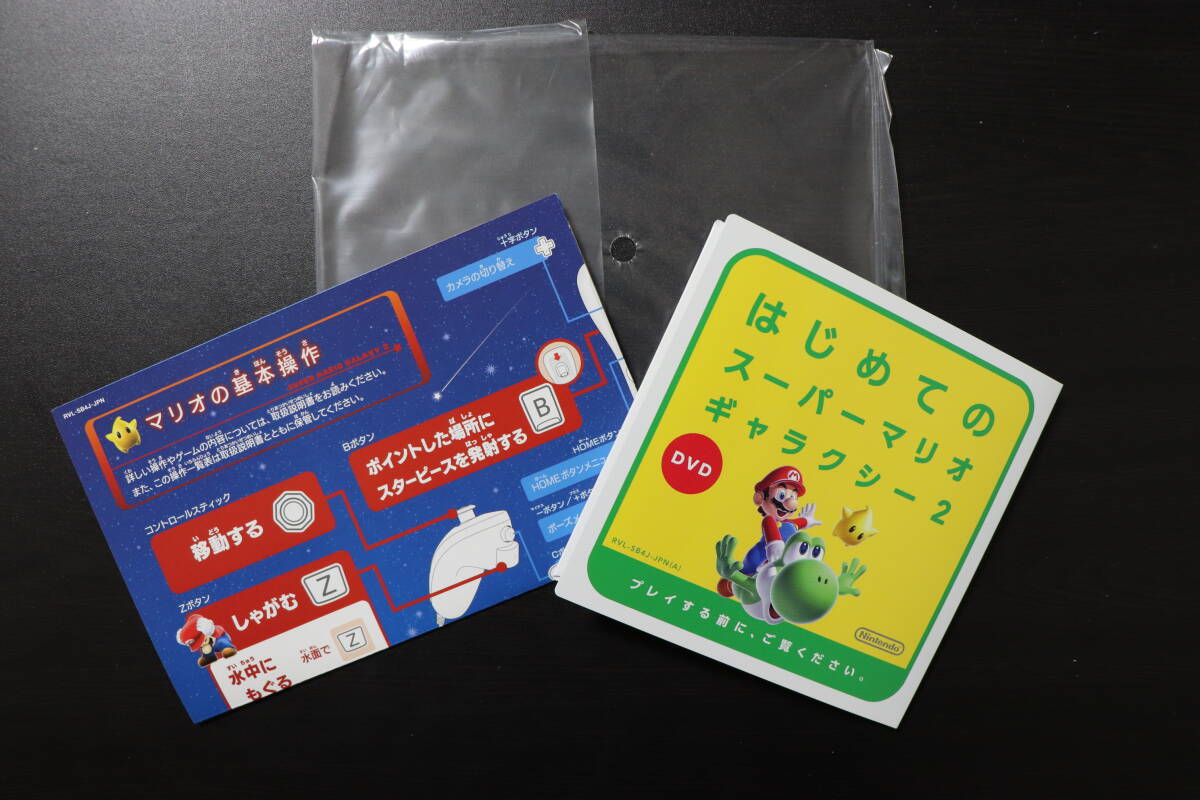 RVL-SB4J-JPN
マリオの基本操作
SUPER MARIO GALAXY 2
詳しい操作やゲームの内容については、取扱説明書をお読みください。
また、この操作一覧表は取扱説明書とともに保管してください。
十字ボタン
カメラの切り替え
Bボタン
ポイントした場所に
スターピースを発射する
B
HOMEボタン
HOMEボタンメニュー
ーボタン/+ボタ
ポーズメ
Cボ
コントロールスティック
移動する
Zボタン
しゃがむ
Z
水中に
もぐる
水面で
Z
はじめての
スーパーマリオ
ギャラクシー2
DVD
RVL-SB4J-JPN(A)
Nintendo
プレイする前に、ご覧ください。